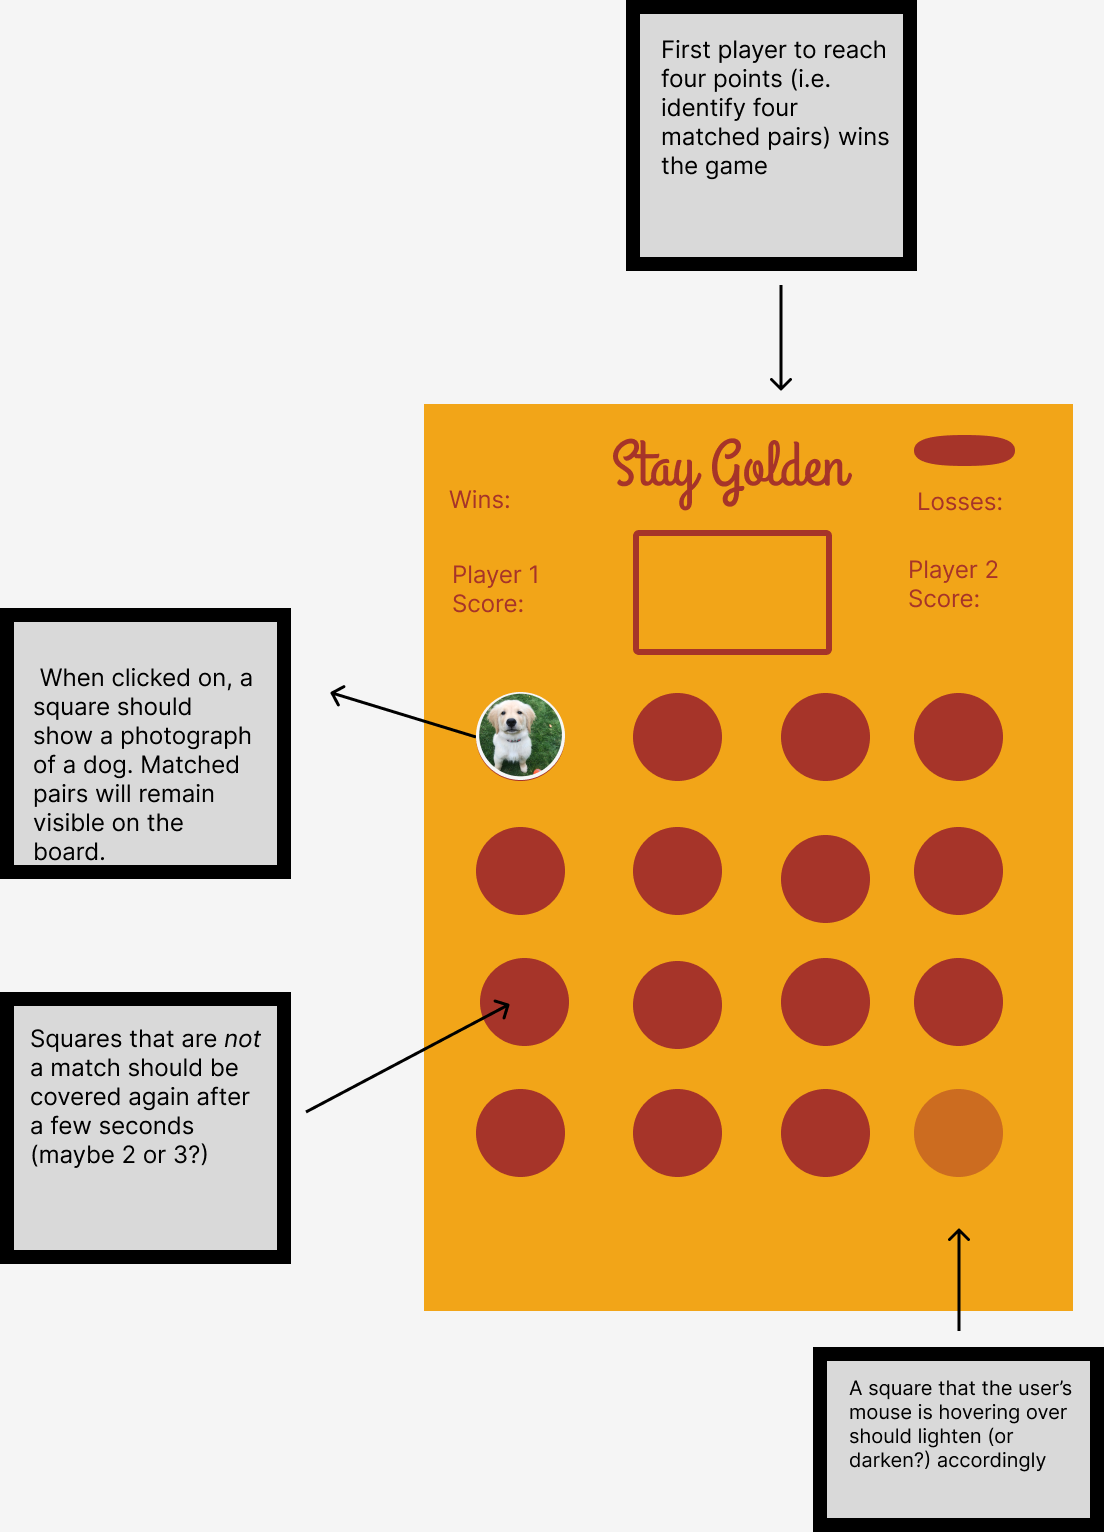 First player to reach
four points (i.e.
identify four
matched pairs) wins
the game
Stay Golden
Wins:
Losses:
Player 1
Score:
Player 2
Score:
When clicked on, a
square should
show a photograph
of a dog. Matched
pairs will remain
visible on the
board.
Squares that are not
a match should be
covered again after
a few seconds
(maybe 2 or 3?)
A square that the user’s
mouse is hovering over
should lighten (or
darken?) accordingly